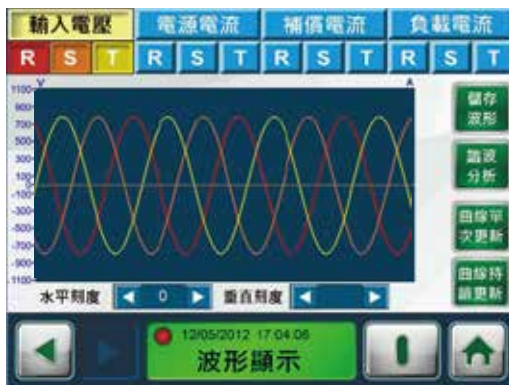 輸入電壓 電源電流 補償電流 負載電流
R S T R S T R S T R S T
V A
1100
900
700
500
300
100
-100
-300
-500
-700
-900
-1100
儲存
波形
諧波
分析
曲線單
次更新
曲線持
續更新
水平刻度 0 垂直刻度
12/05/2012 17:04:06
波形顯示